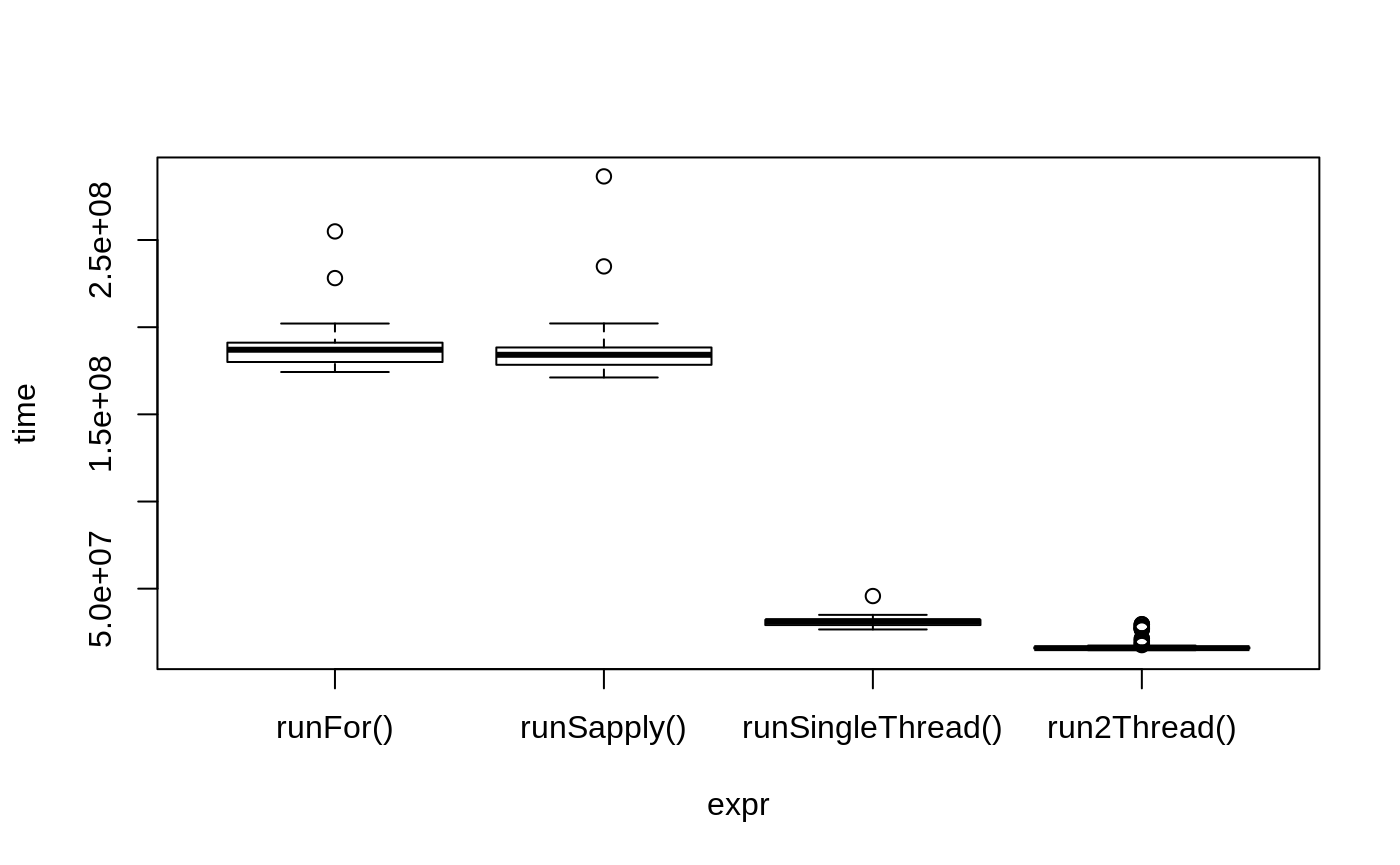 2.5e+08
1.5e+08
5.0e+07
time
runFor() runSapply() runSingleThread() run2Thread()
expr